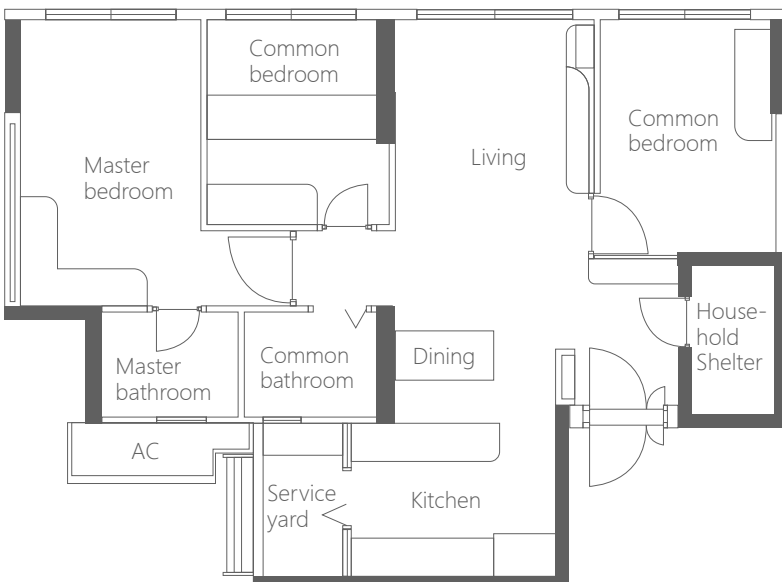 Common
bedroom
Master
bedroom
Living
Common
bedroom
House-
hold
Shelter
Dining
Master
bathroom
Common
bathroom
AC
Service
yard
Kitchen